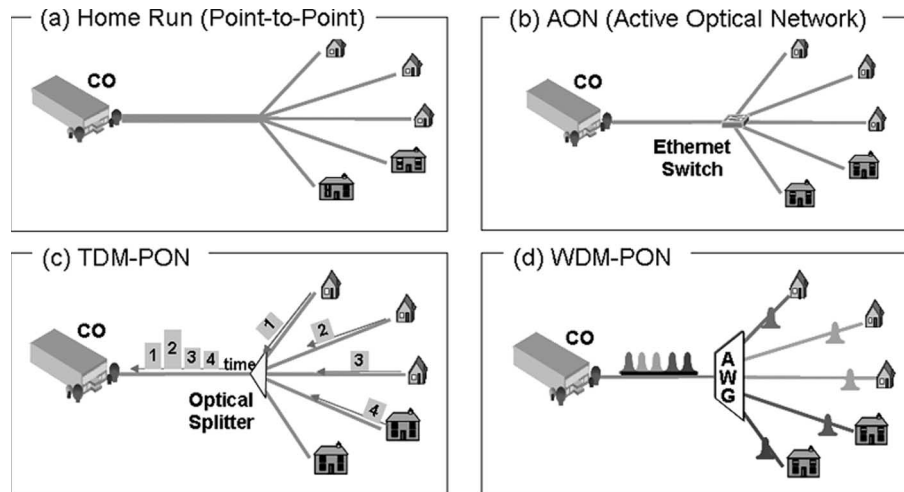 (a) Home Run (Point-to-Point)
CO
(b) AON (Active Optical Network)
CO
Ethernet
Switch
(c) TDM-PON
CO
1 2 3 4 time
1
2
3
4
Optical
Splitter
(d) WDM-PON
CO
AWG